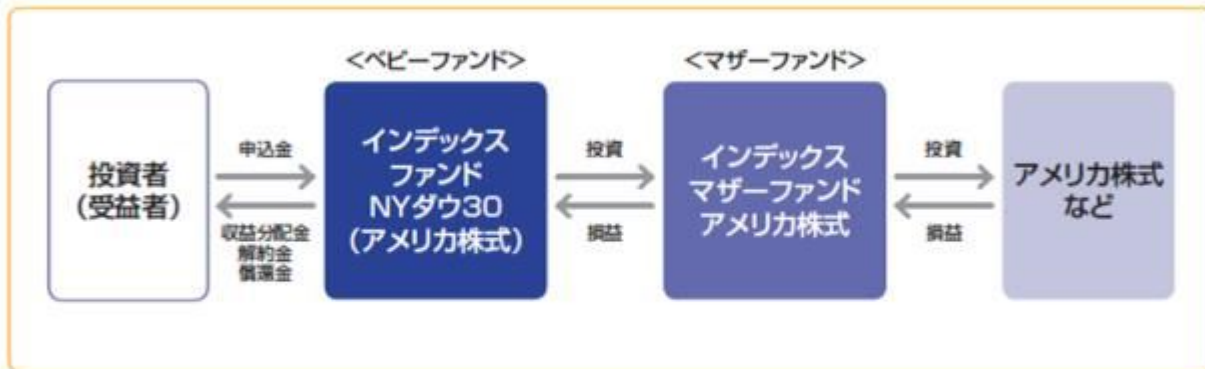 <ベビーファンド>
<マザーファンド>
投資者
(受益者)
申込金
収益分配金
解約金
償還金
インデックス
ファンド
NYダウ30
(アメリカ株式)
投資
損益
インデックス
マザーファンド
アメリカ株式
投資
損益
アメリカ株式
など